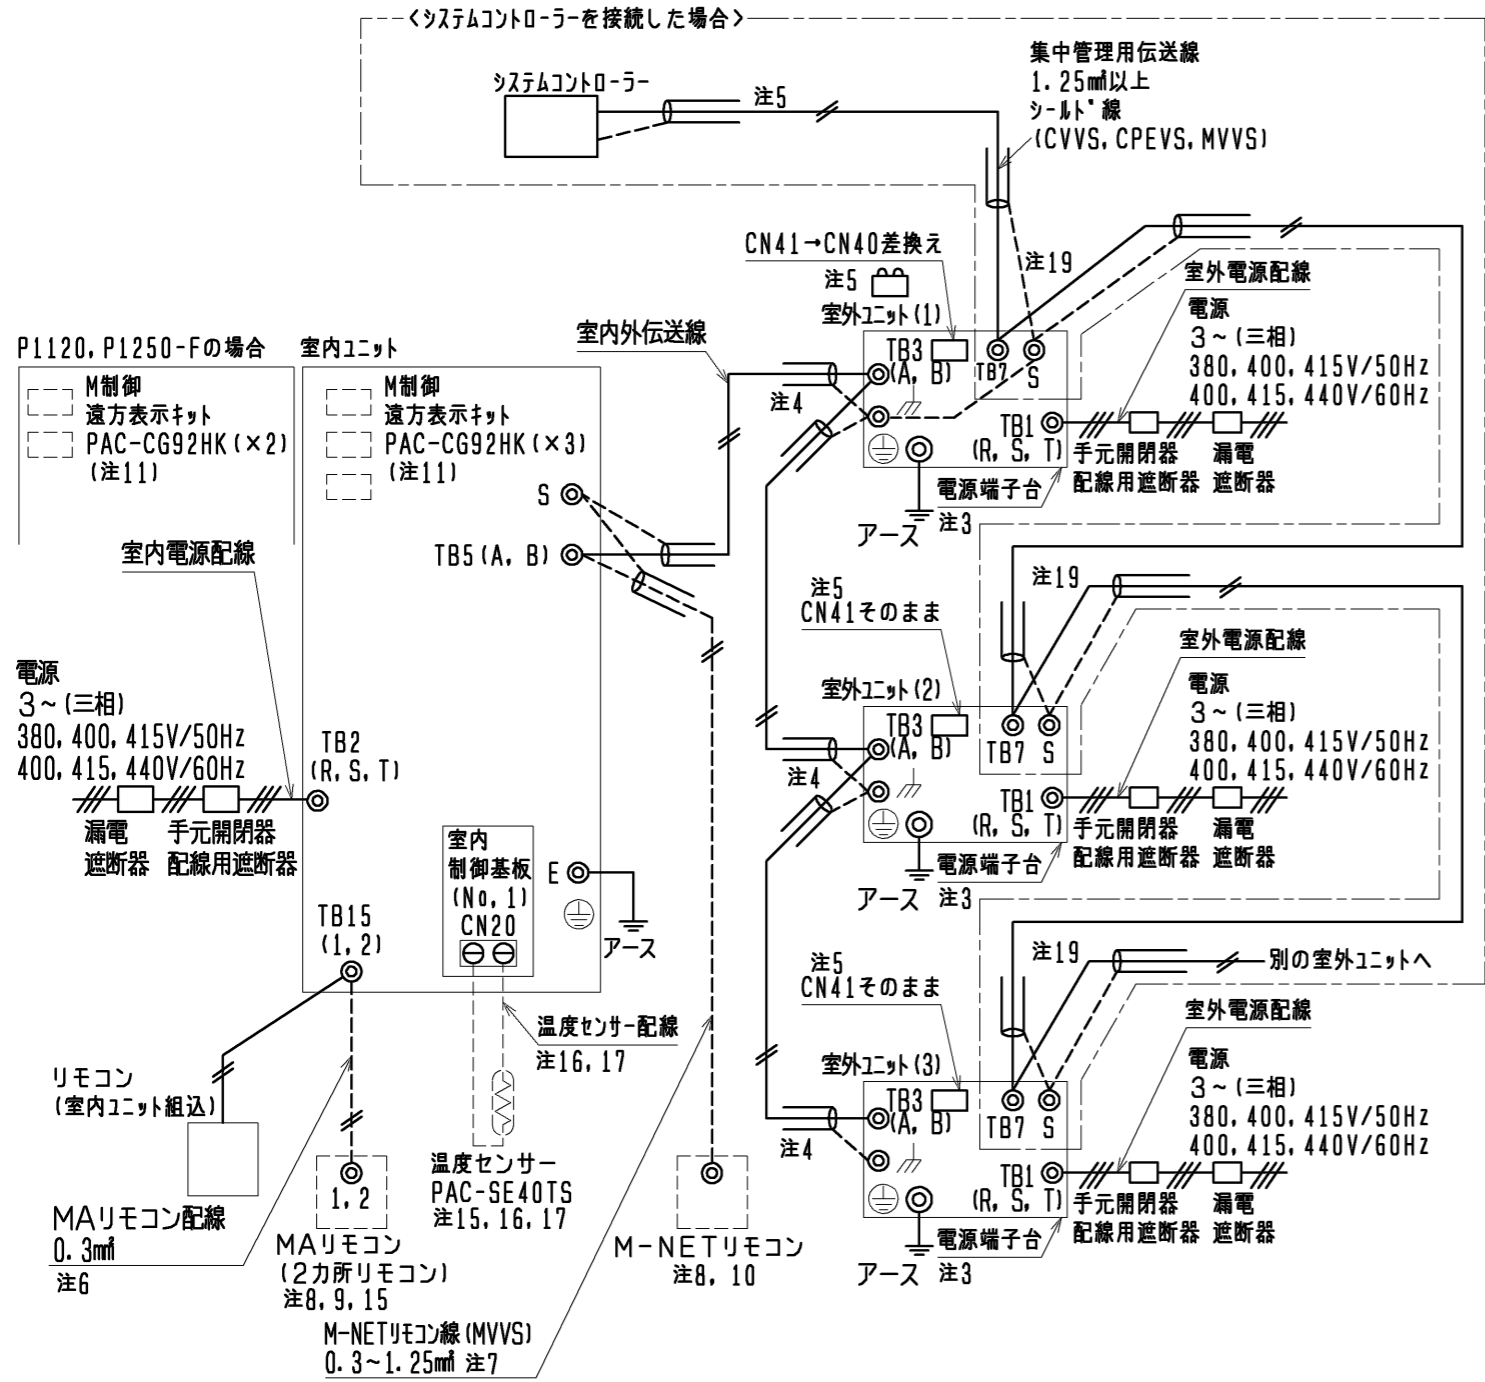 <システムコントローラーを接続した場合>
システムコントローラー
注5
集中管理用伝送線
1.25㎟以上
シールド線
(CVVS,CPEVS,MVVS)
CN41→CN40差換え
注5
注19
室外電源配線
室外ユニット(1)
室内外伝送線
電源
3~(三相)
380,400,415V/50Hz
400,415,440V/60Hz
TB3
(A,B)
TB7
S
注4
TB1
(R,S,T)
手元開閉器
配線用遮断器
漏電
遮断器
電源端子台
注3
アース
P1120,P1250-Fの場合
M制御
遠方表示キット
PAC-CG92HK(×2)
(注11)
室内ユニット
M制御
遠方表示キット
PAC-CG92HK(×3)
(注11)
S
TB5(A,B)
室内電源配線
電源
3~(三相)
380,400,415V/50Hz
400,415,440V/60Hz
TB2
(R,S,T)
漏電
遮断器
手元開閉器
配線用遮断器
室内
制御基板
(No,1)
CN20
E
アース
TB15
(1,2)
注5
CN41そのまま
注19
室外電源配線
室外ユニット(2)
電源
3~(三相)
380,400,415V/50Hz
400,415,440V/60Hz
TB3
(A,B)
TB7
S
注4
TB1
(R,S,T)
手元開閉器
配線用遮断器
漏電
遮断器
電源端子台
注3
アース
注5
CN41そのまま
注19
別の室外ユニットへ
室外電源配線
室外ユニット(3)
電源
3~(三相)
380,400,415V/50Hz
400,415,440V/60Hz
TB3
(A,B)
TB7
S
注4
TB1
(R,S,T)
手元開閉器
配線用遮断器
漏電
遮断器
電源端子台
注3
アース
温度センサー配線
注16,17
リモコン
(室内ユニット組込)
MAリモコン配線
0.3㎟
注6
1,2
MAリモコン
(2カ所リモコン)
注8,9,15
温度センサー
PAC-SE40TS
注15,16,17
M-NETリモコン
注8,10
M-NETリモコン線(MVVS)
0.3~1.25㎟ 注7